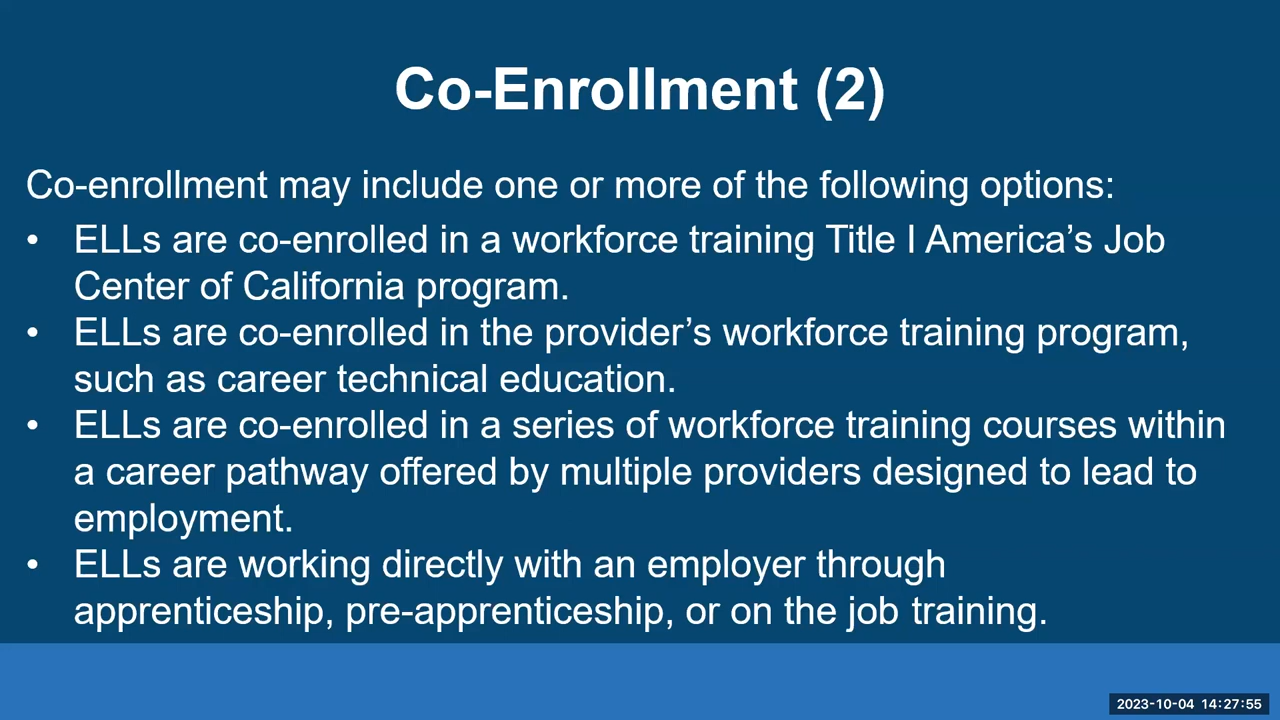 Co-Enrollment (2)
Co-enrollment may include one or more of the following options:
• ELLs are co-enrolled in a workforce training Title I America’s Job
Center of California program.
• ELLs are co-enrolled in the provider’s workforce training program,
such as career technical education.
• ELLs are co-enrolled in a series of workforce training courses within
a career pathway offered by multiple providers designed to lead to
employment.
• ELLs are working directly with an employer through
apprenticeship, pre-apprenticeship, or on the job training.
2023-10-04 14:27:55